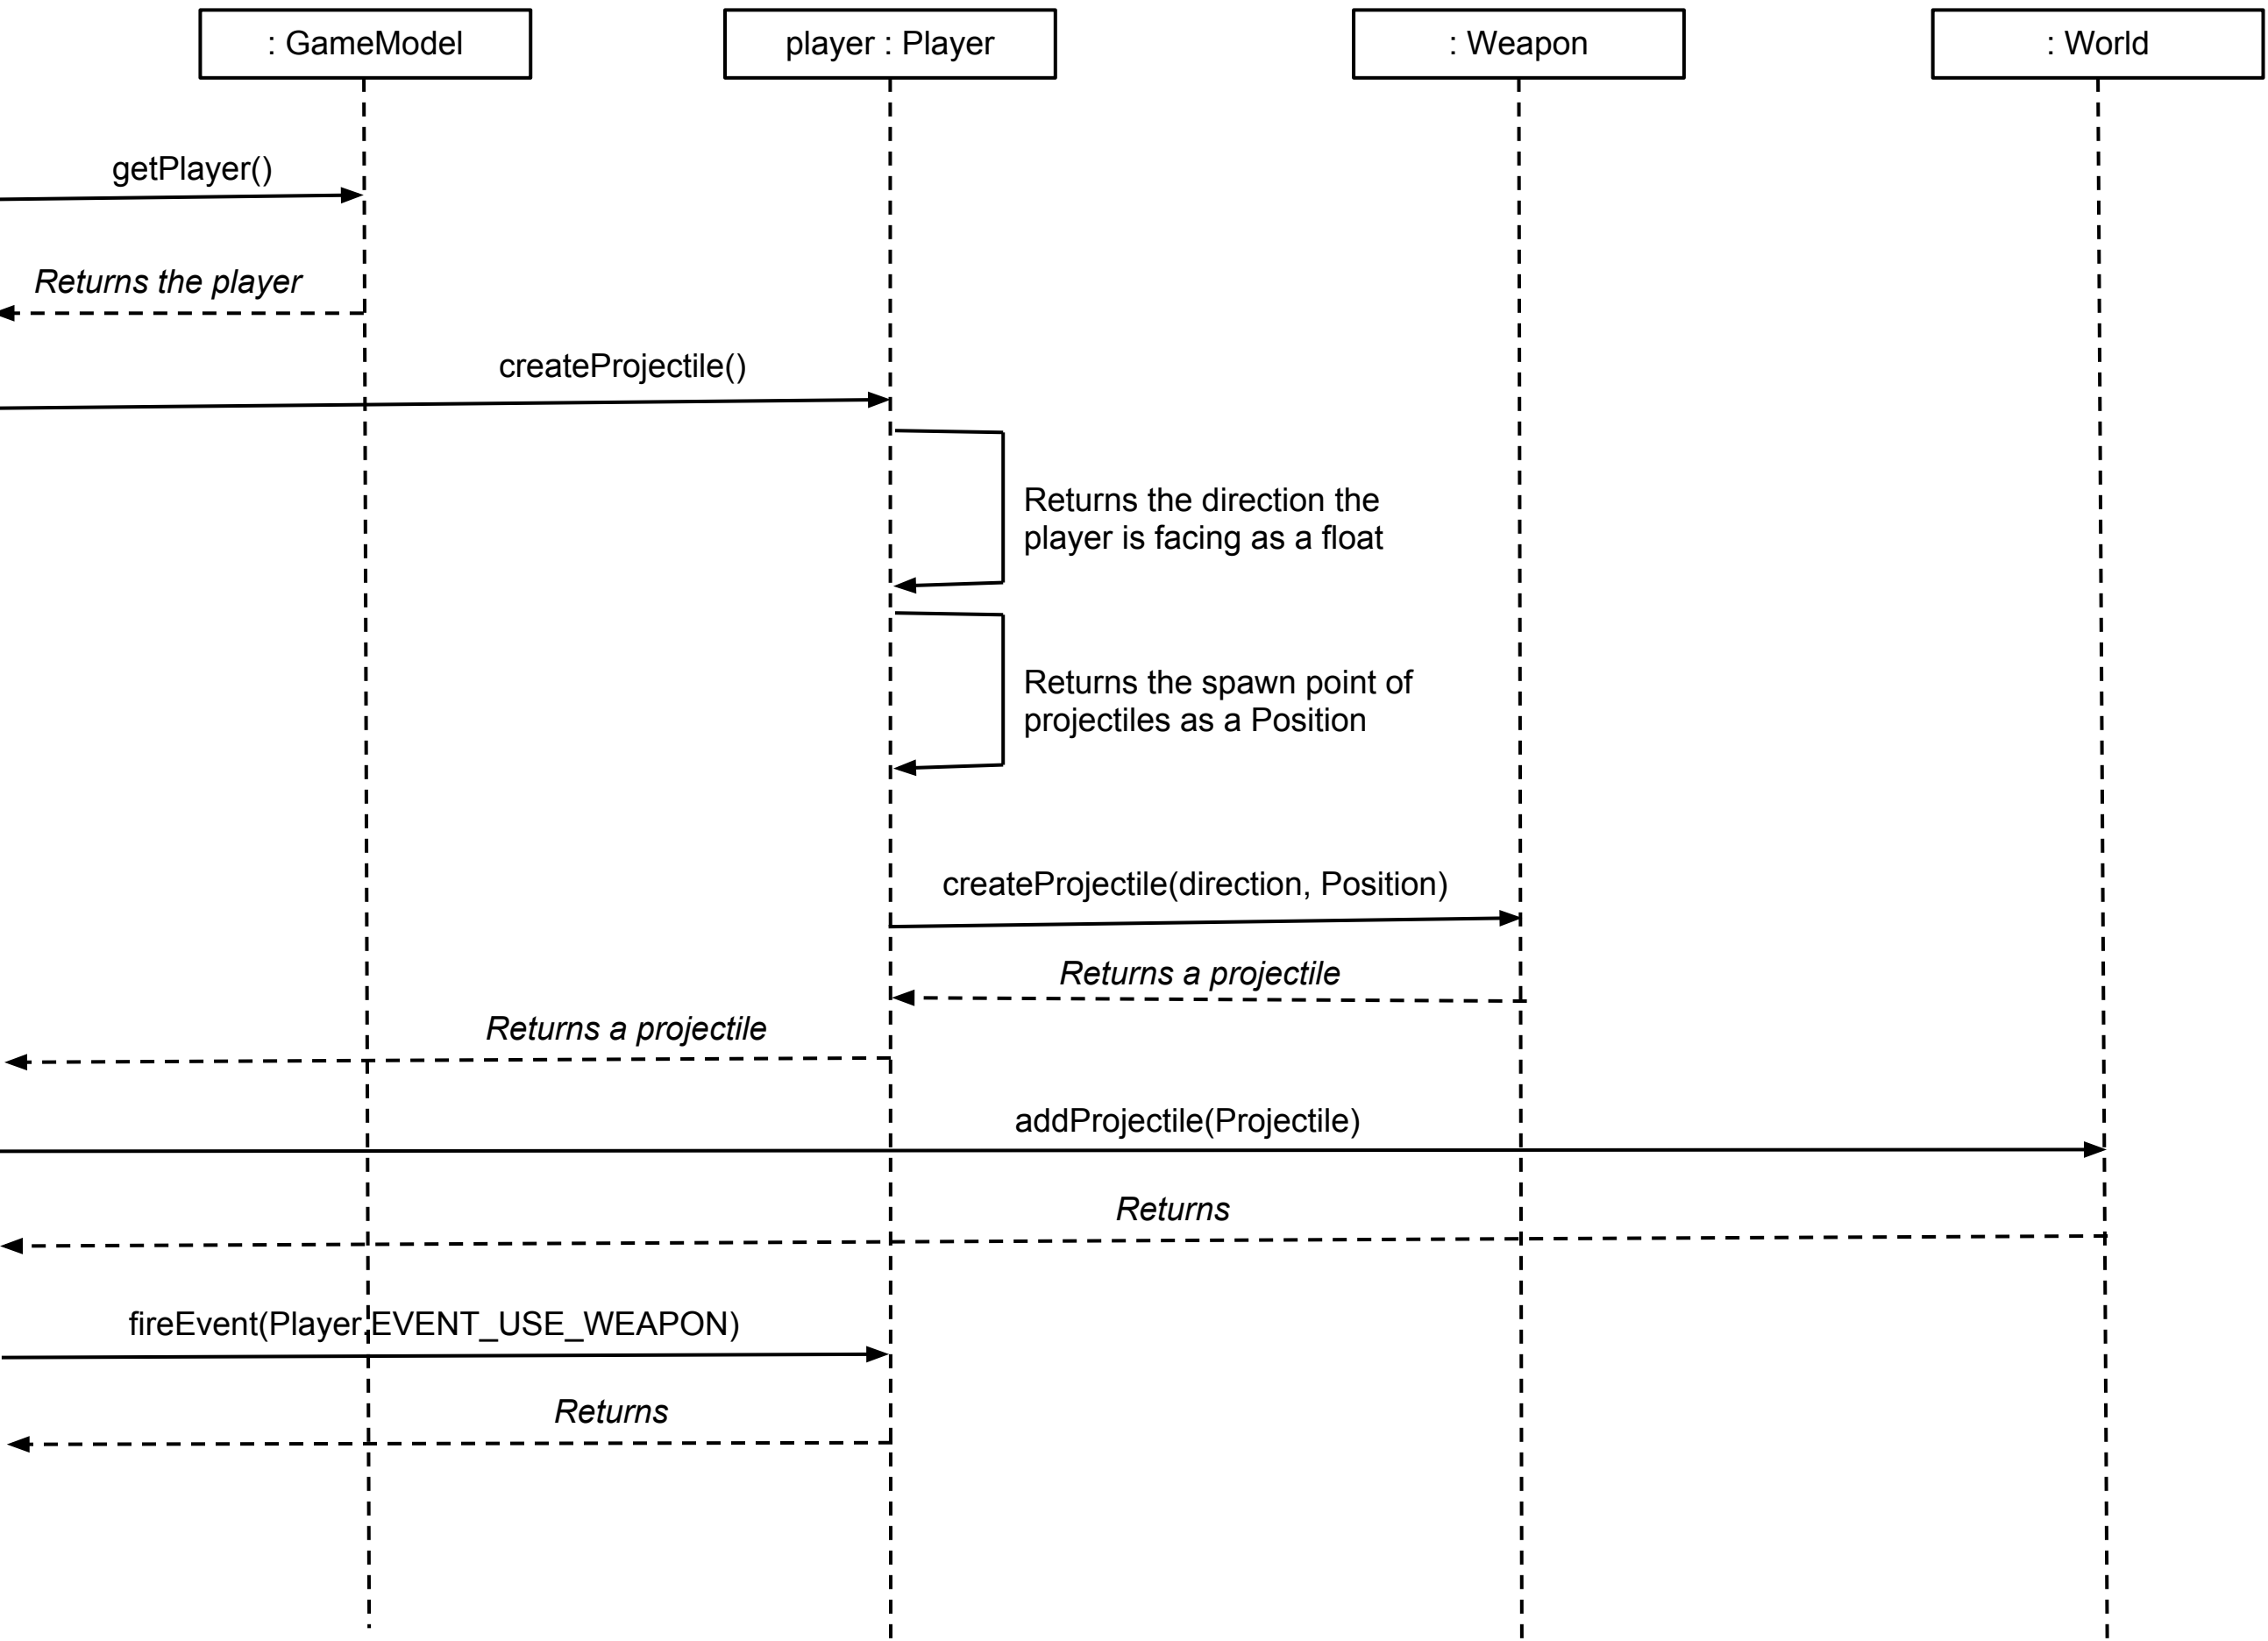 : GameModel
player : Player
: Weapon
: World
getPlayer()
Returns the player
createProjectile()
Returns the direction the
player is facing as a float
Returns the spawn point of
projectiles as a Position
createProjectile(direction, Position)
Returns a projectile
Returns a projectile
addProjectile(Projectile)
Returns
fireEvent(Player.EVENT_USE_WEAPON)
Returns